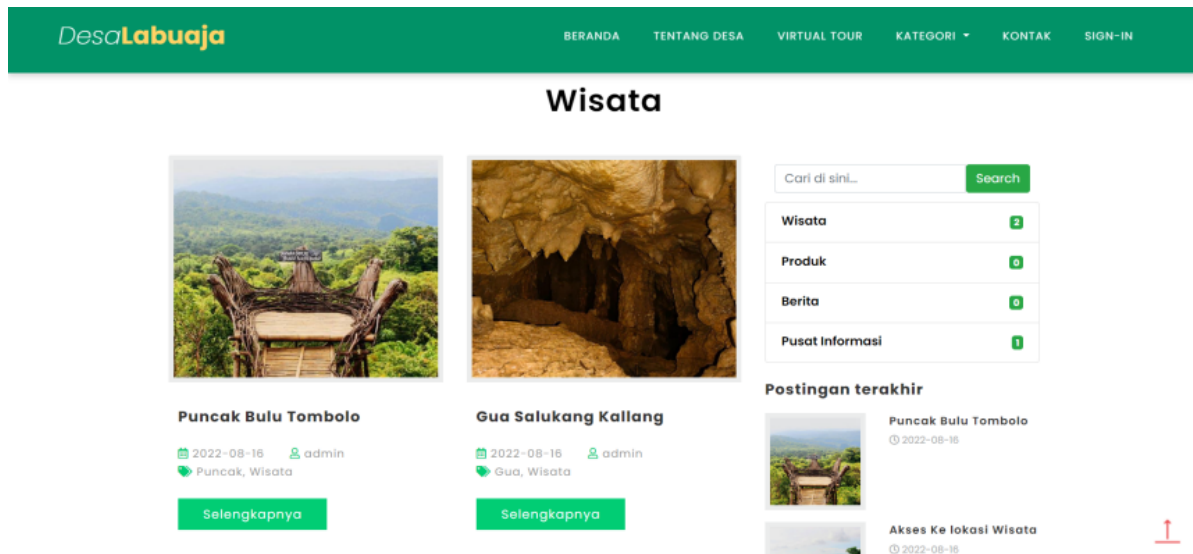 DesaLabuaja
BERANDA TENTANG DESA VIRTUAL TOUR KATEGORI KONTAK SIGN-IN
Wisata
Puncak Bulu Tombolo
2022-08-16 admin
Puncak, Wisata
Selengkapnya
Gua Salukang Kallang
2022-08-16 admin
Gua, Wisata
Selengkapnya
Cari di sini... Search
Wisata 2
Produk 0
Berita 0
Pusat Informasi 1
Postingan terakhir
Puncak Bulu Tombolo
2022-08-16
Akses Ke lokasi Wisata
2022-08-16